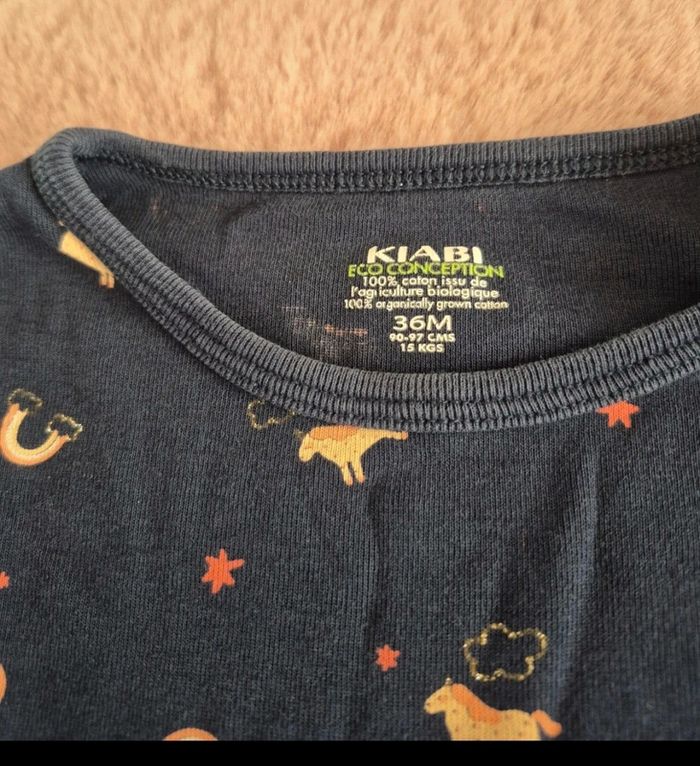 KIABI
ECO CONCEPTION
100% coton issu de
l'agriculture biologique
100% organically grown cotton
36M
90-97 CMS
15 KGS